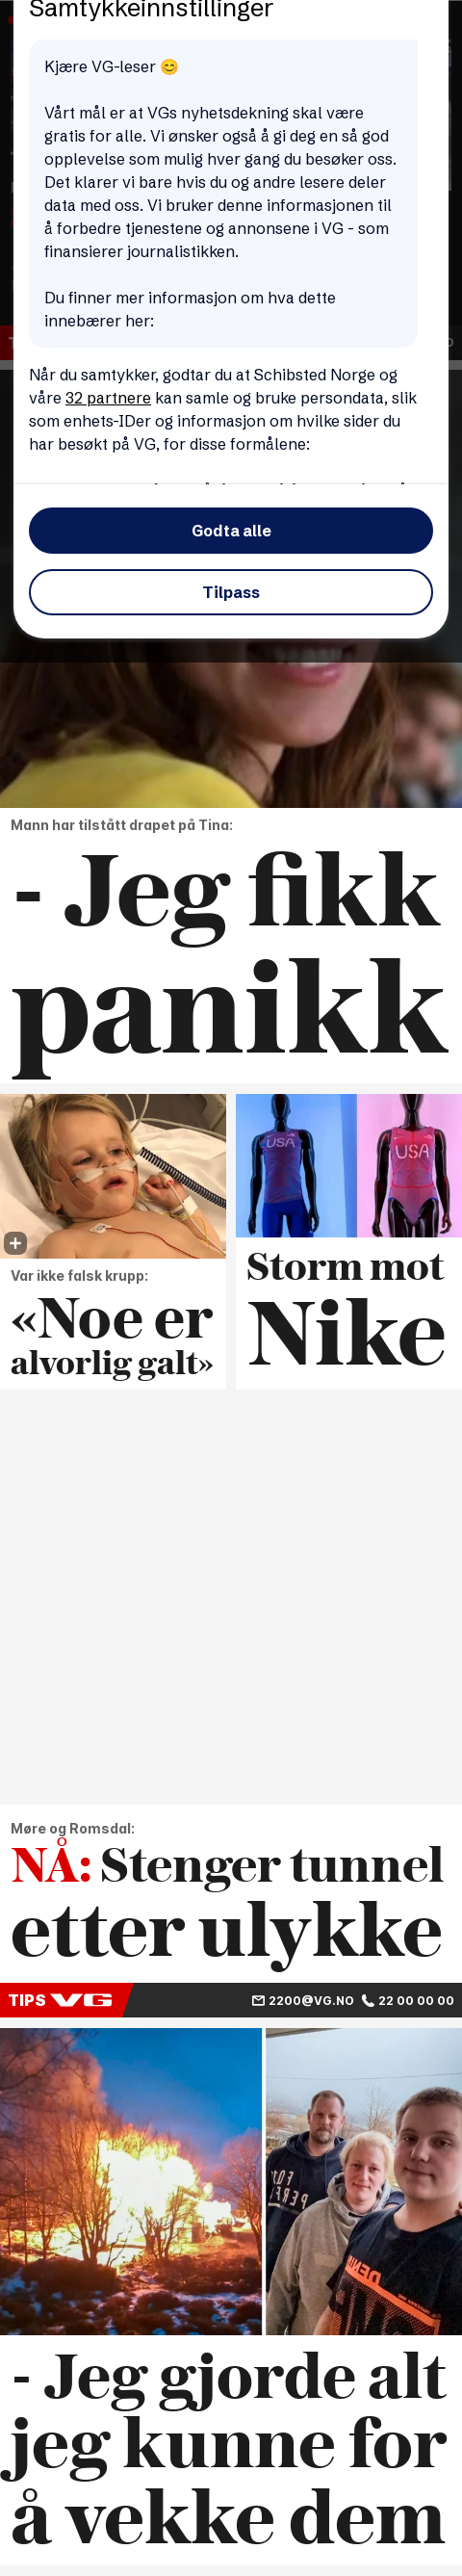 Samtykkeinnstillinger
Kjære VG-leser 😊
Vårt mål er at VGs nyhetsdekning skal være
gratis for alle. Vi ønsker også å gi deg en så god
opplevelse som mulig hver gang du besøker oss.
Det klarer vi bare hvis du og andre lesere deler
data med oss. Vi bruker denne informasjonen til
å forbedre tjenestene og annonsene i VG - som
finansierer journalistikken.
Du finner mer informasjon om hva dette
innebærer her:
Når du samtykker, godtar du at Schibsted Norge og
våre 32 partnere kan samle og bruke persondata, slik
som enhets-IDer og informasjon om hvilke sider du
har besøkt på VG, for disse formålene:
Godta alle
Tilpass
Mann har tilstått drapet på Tina:
- Jeg fikk
panikk
USA
USA
Var ikke falsk krupp:
«Noe er
alvorlig galt»
Storm mot
Nike
Møre og Romsdal:
NÅ: Stenger tunnel
etter ulykke
TIPS VG 2200@VG.NO 22 00 00 00
- Jeg gjorde alt
jeg kunne for
å vekke dem